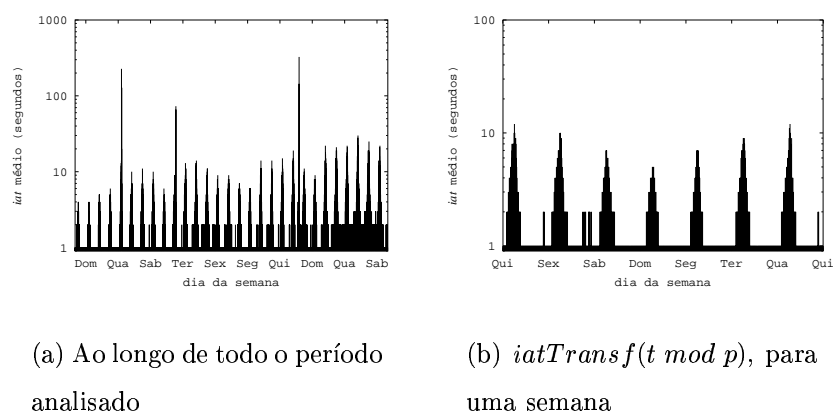 1000
100
10
1
iat médio (segundos)
Dom Qua Sab Ter Sex Seg Qui Dom Qua Sab
dia da semana
(a) Ao longo de todo o período
analisado
100
10
1
iat médio (segundos)
Qui Sex Sab Dom Seg Ter Qua Qui
dia da semana
(b) iatTransf(t mod p), para
uma semana